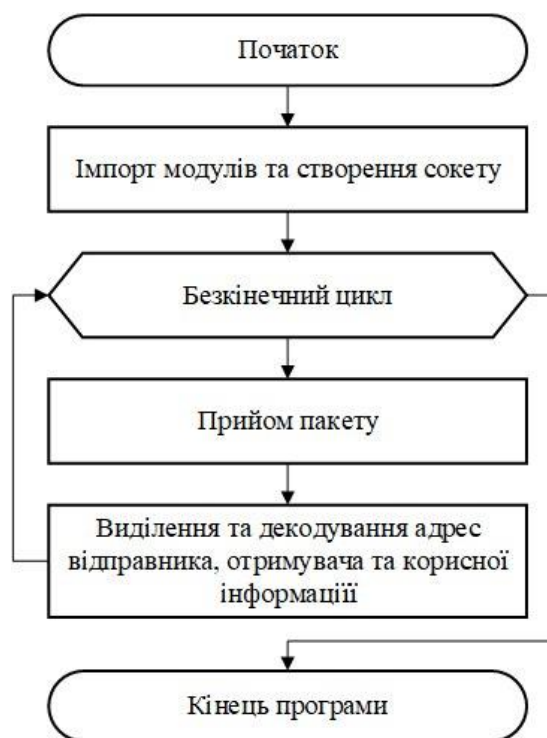 Початок
Імпорт модулів та створення сокету
Безкінечний цикл
Прийом пакету
Виділення та декодування адрес
відправника, отримувача та корисної
інформаціїї
Кінець програми